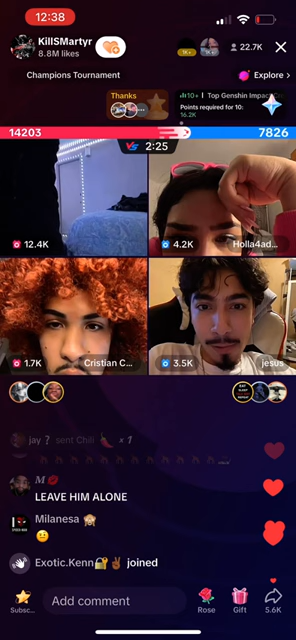 12:38
KillSMartyr
8.8M likes
1K+
22.7K
Champions Tournament
Explore >
Thanks
10+ | Top Genshin Impact
Points required for 10:
16.2K
14203
VS 2:25
7826
12.4K
4.2K Holla4ad...
1.7K Cristian C...
3.5K jesus
jay ? sent Chili × 1
M
LEAVE HIM ALONE
Milanesa
Exotic.Kenn joined
Subsc...
Add comment
Rose
Gift
5.6K